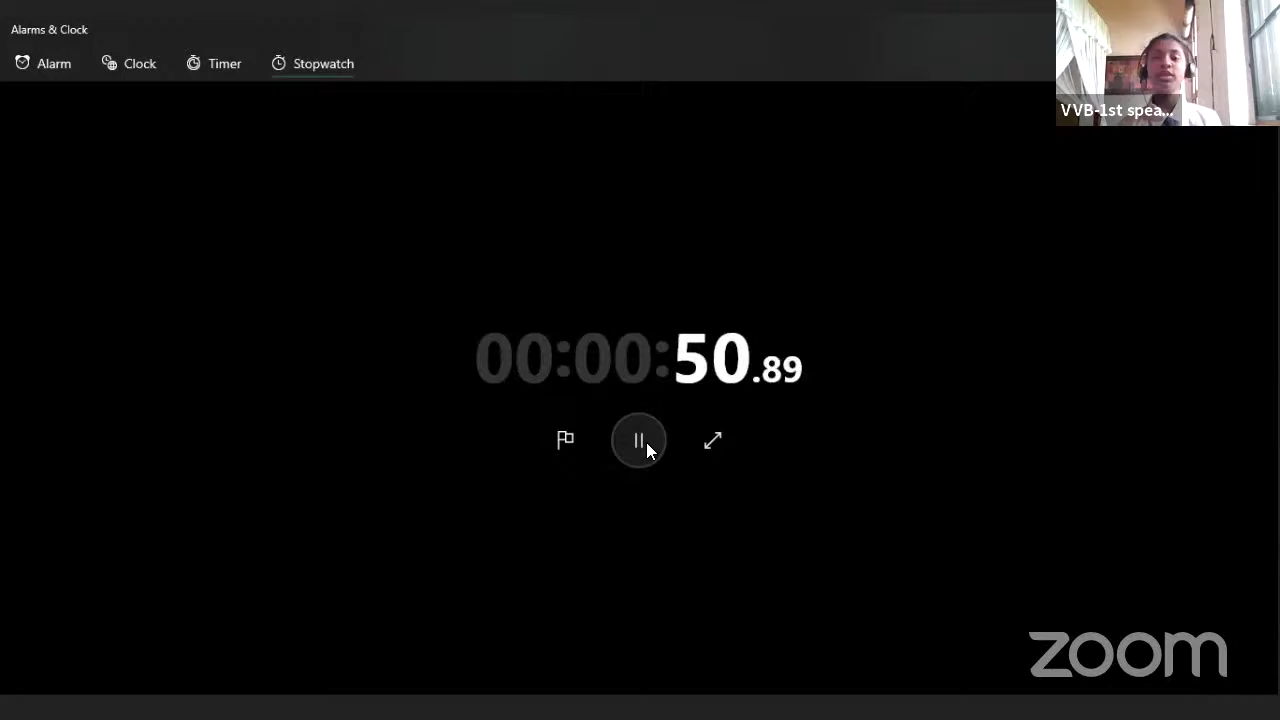 Alarms & Clock
Alarm Clock Timer Stopwatch
VVB-1st spea...
00:00:50.89
zoom